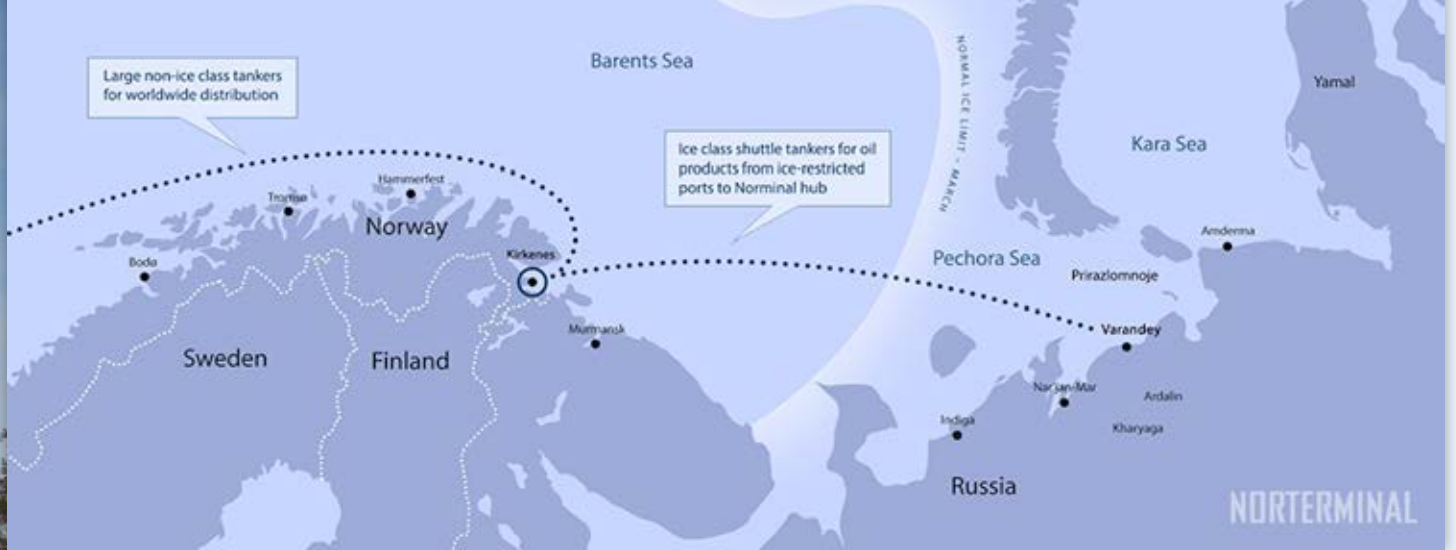 Barents Sea
Large non-ice class tankers
for worldwide distribution
NORMAL ICE LIMIT - MARCH
Yamal
Kara Sea
Ice class shuttle tankers for oil
products from ice-restricted
ports to Norminal hub
Hammerfest
Tromsø
Norway
Amderma
Kirkenes
Pechora Sea
Bodø
Prirazlomnoje
Murmansk
Varandey
Sweden
Finland
Narjan-Mar
Ardalin
Indiga
Kharyaga
Russia
NORTERMINAL